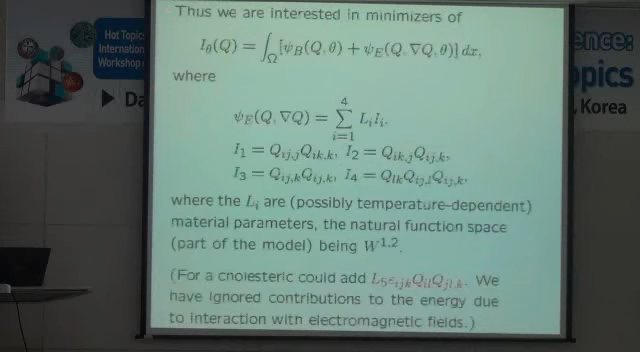 Thus we are interested in minimizers of
I_θ(Q) = ∫_Ω [ψ_B(Q, θ) + ψ_E(Q, ∇Q, θ)] dx,
where
ψ_E(Q, ∇Q) = ∑_{i=1}^{4} L_i I_i.
I_1 = Q_{ij,j}Q_{ik,k}, I_2 = Q_{ik,j}Q_{ij,k},
I_3 = Q_{ij,k}Q_{ij,k}, I_4 = Q_{lk}Q_{ij,l}Q_{ij,k},
where the L_i are (possibly temperature-dependent)
material parameters, the natural function space
(part of the model) being W^{1,2}.
(For a cholesteric could add L_5ε_{ijk}Q_{il}Q_{jl,k}. We
have ignored contributions to the energy due
to interaction with electromagnetic fields.)
Hot Topics
Internation
Workshop
Da
ence:
opics
, Korea